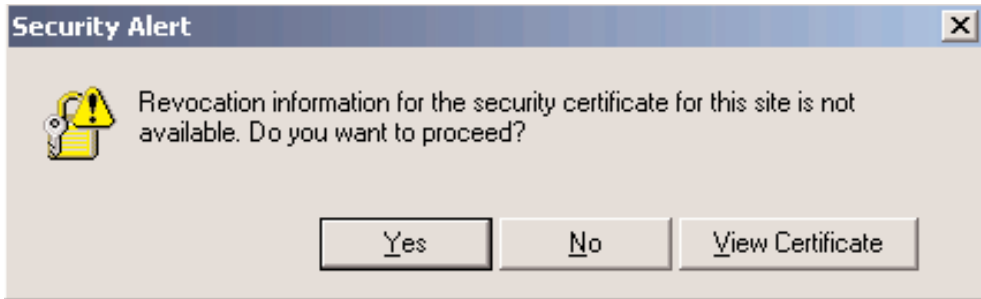 Security Alert
Revocation information for the security certificate for this site is not
available. Do you want to proceed?
Yes
No
View Certificate